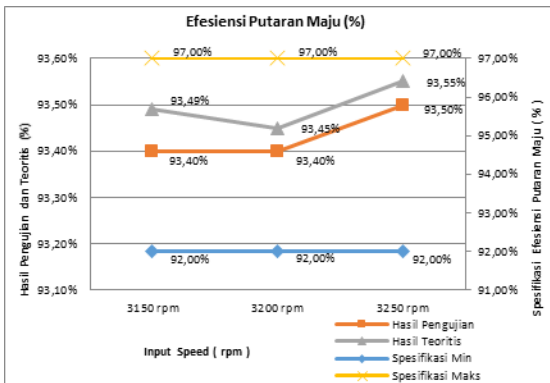 Efesiensi Putaran Maju (%)
93,60%
93,50%
93,40%
93,30%
93,20%
93,10%
Hasil Pengujian dan Teoritis (%)
97,00%
97,00%
97,00%
93,49%
93,45%
93,55%
93,40%
93,40%
93,50%
92,00%
92,00%
92,00%
97,00%
96,00%
95,00%
94,00%
93,00%
92,00%
91,00%
Spesifikasi Efesiensi Putaran Maju ( % )
3150 rpm
3200 rpm
3250 rpm
Input Speed ( rpm )
Hasil Pengujian
Hasil Teoritis
Spesifikasi Min
Spesifikasi Maks